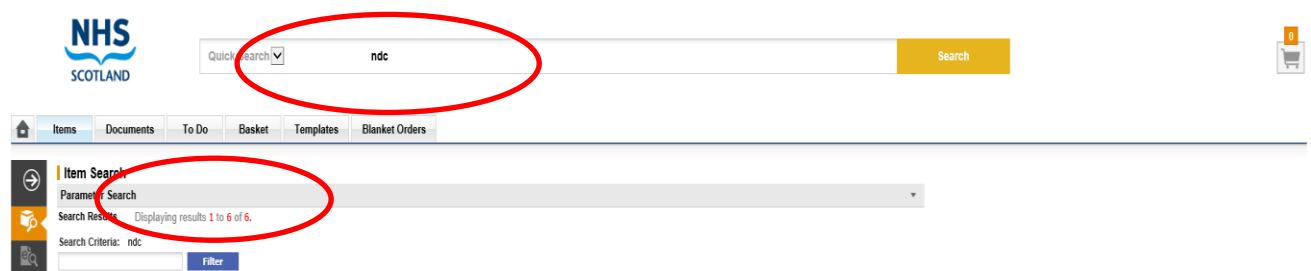 NHS
SCOTLAND
Quick Search ndc Search
0
Items Documents To Do Basket Templates Blanket Orders
Item Search
Parameter Search
Search Results Displaying results 1 to 6 of 6.
Search Criteria: ndc
Filter